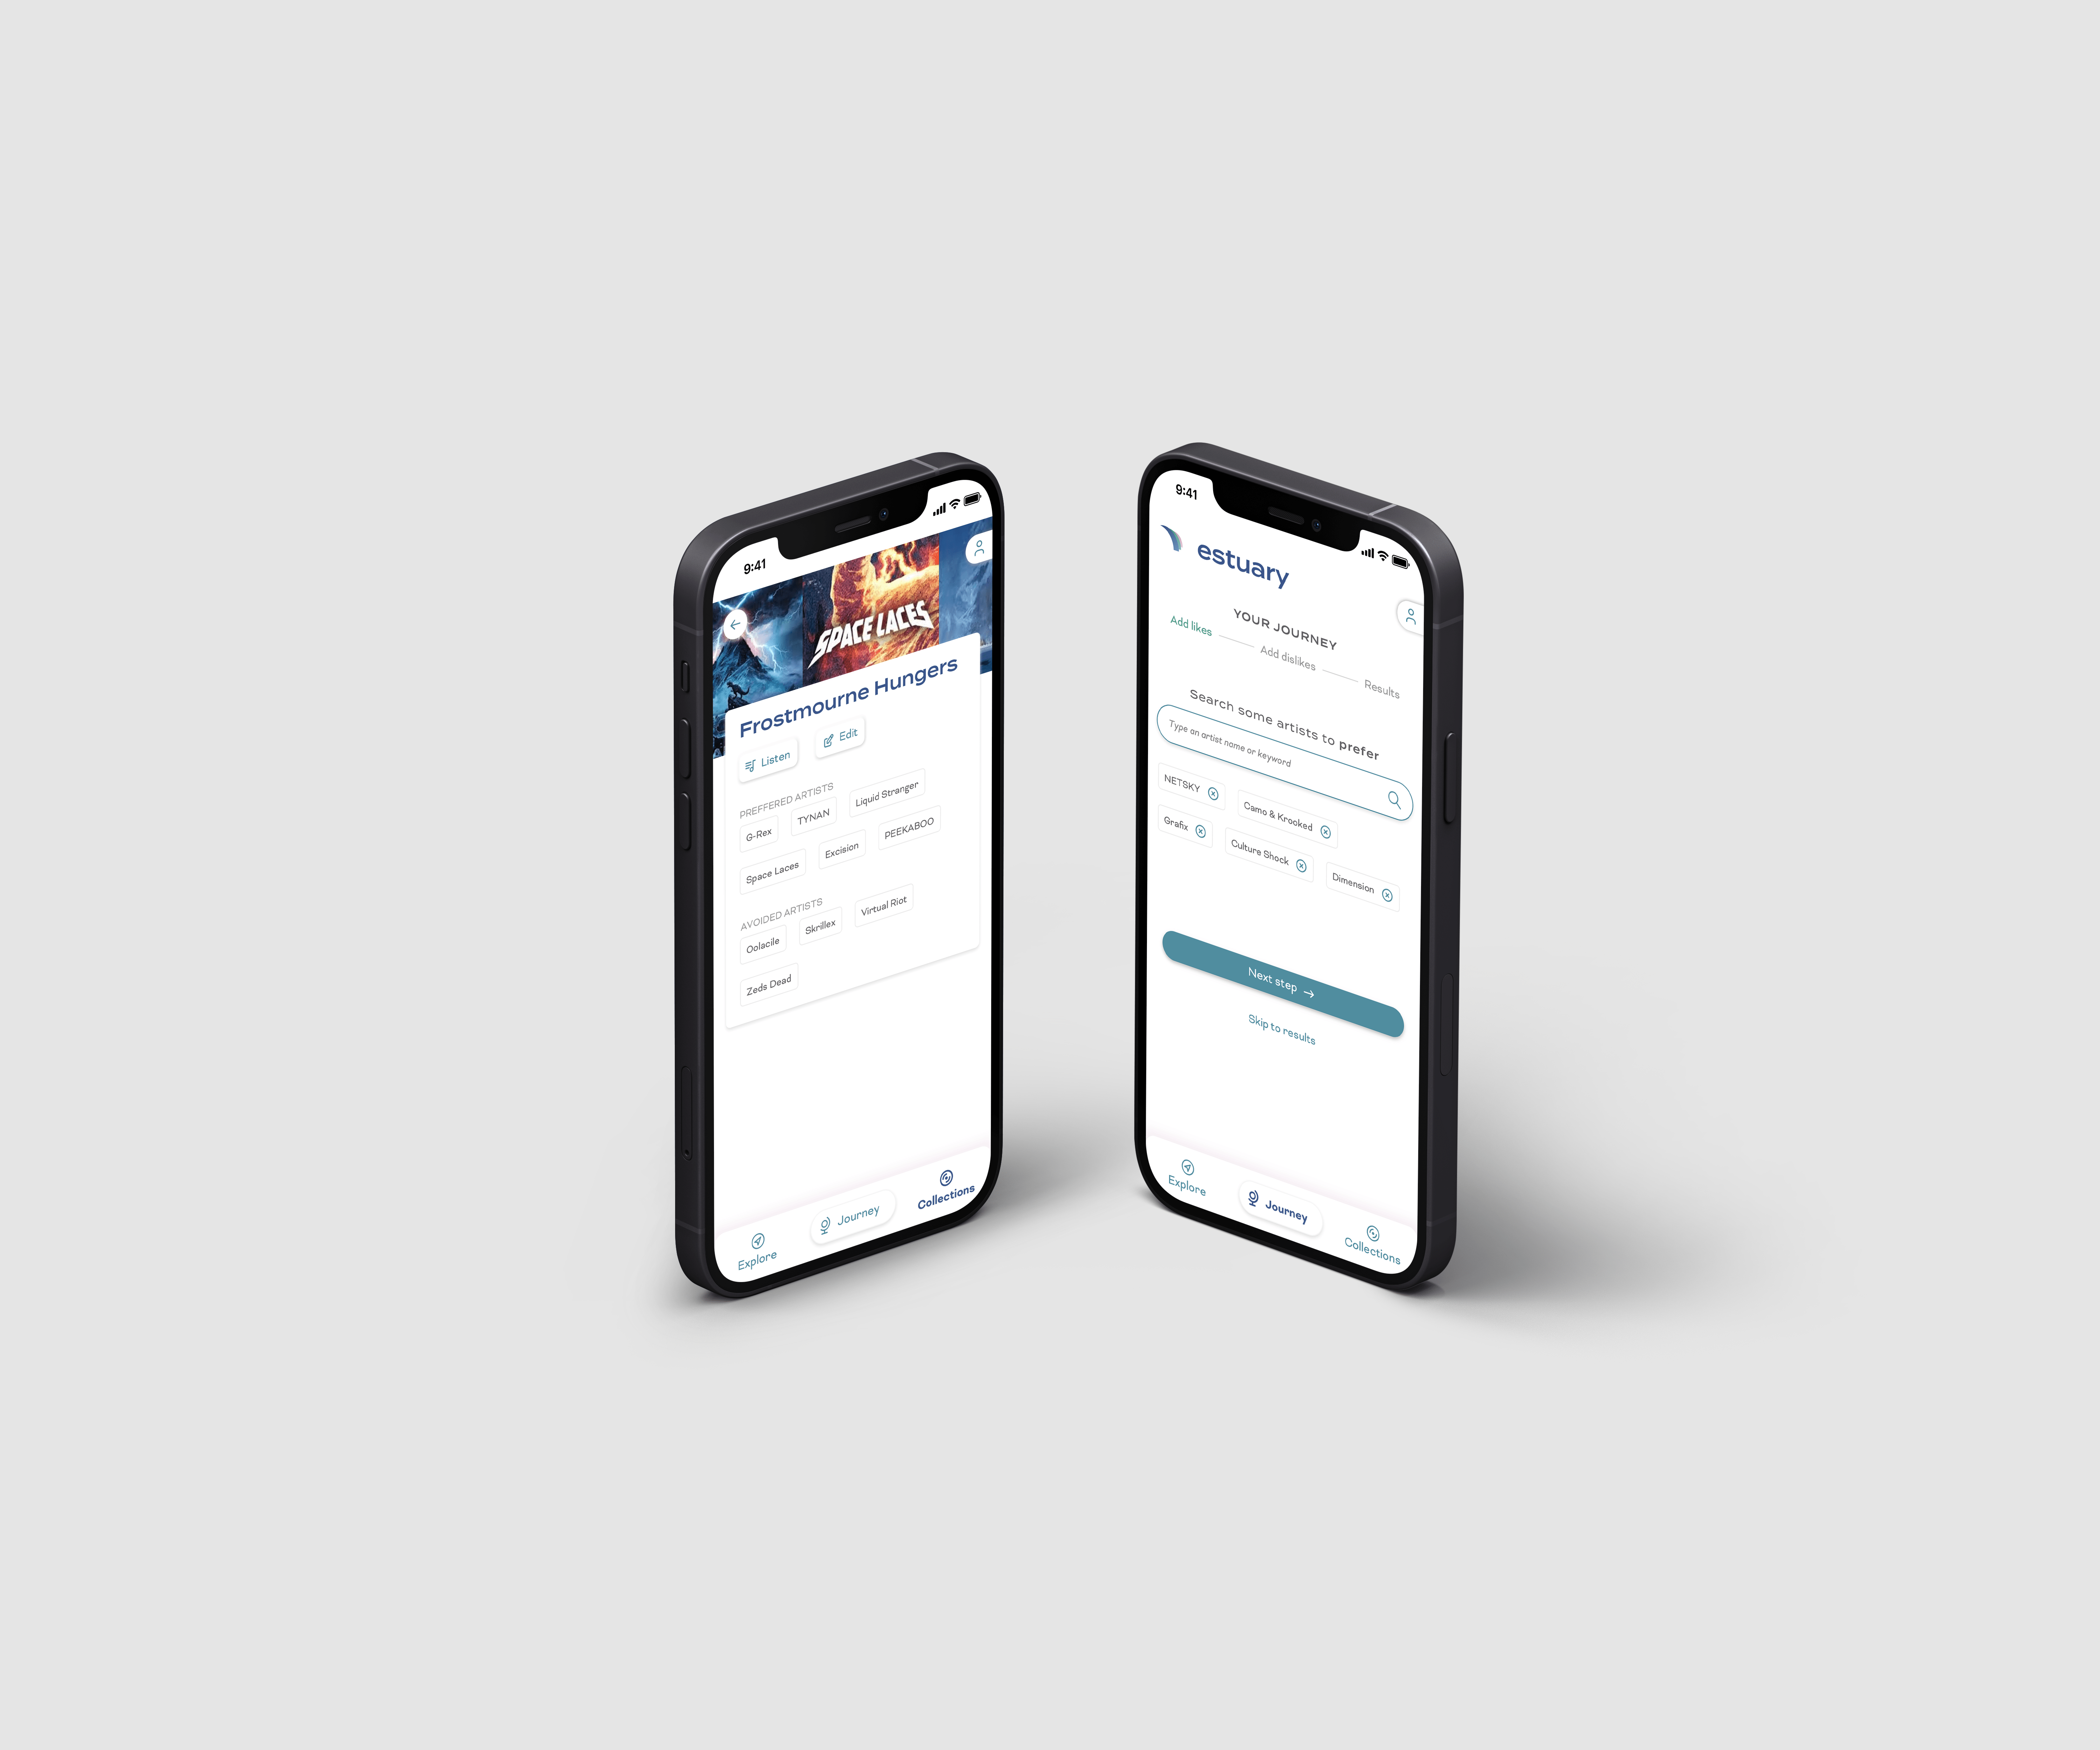 9:41
SPACE LACES
Frostmourne Hungers
Listen
Edit
PREFFERED ARTISTS
G-Rex
TYNAN
Liquid Stranger
Space Laces
Excision
PEEKABOO
AVOIDED ARTISTS
Oolacile
Skrillex
Virtual Riot
Zeds Dead
Explore
Journey
Collections
9:41
estuary
YOUR JOURNEY
Add likes
Add dislikes
Results
Search some artists to prefer
Type an artist name or keyword
NETSKY
Camo & Krooked
Grafix
Culture Shock
Dimension
Next step →
Skip to results
Explore
Journey
Collections